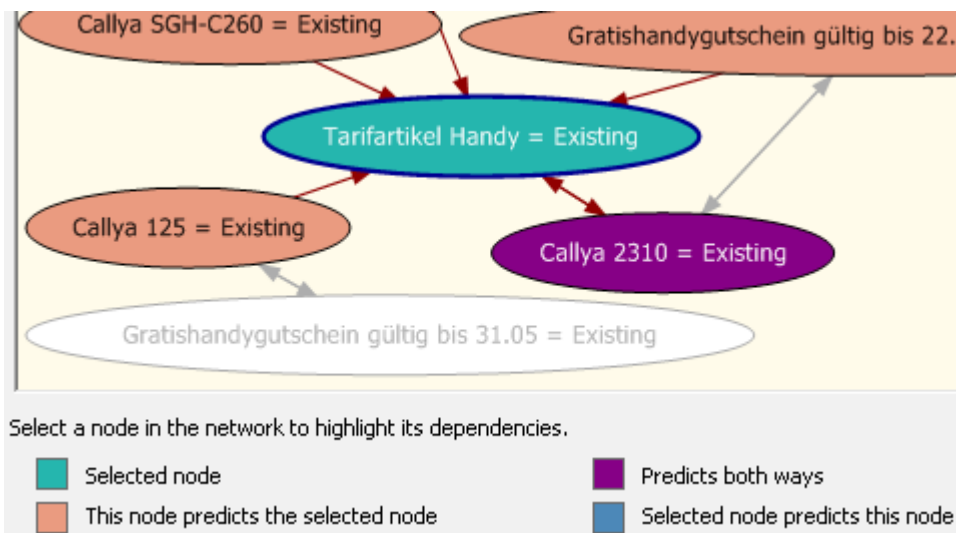 Callya SGH-C260 = Existing
Gratishandygutschein gültig bis 22.
Tarifartikel Handy = Existing
Callya 125 = Existing
Callya 2310 = Existing
Gratishandygutschein gültig bis 31.05 = Existing
Select a node in the network to highlight its dependencies.
Selected node
Predicts both ways
This node predicts the selected node
Selected node predicts this node